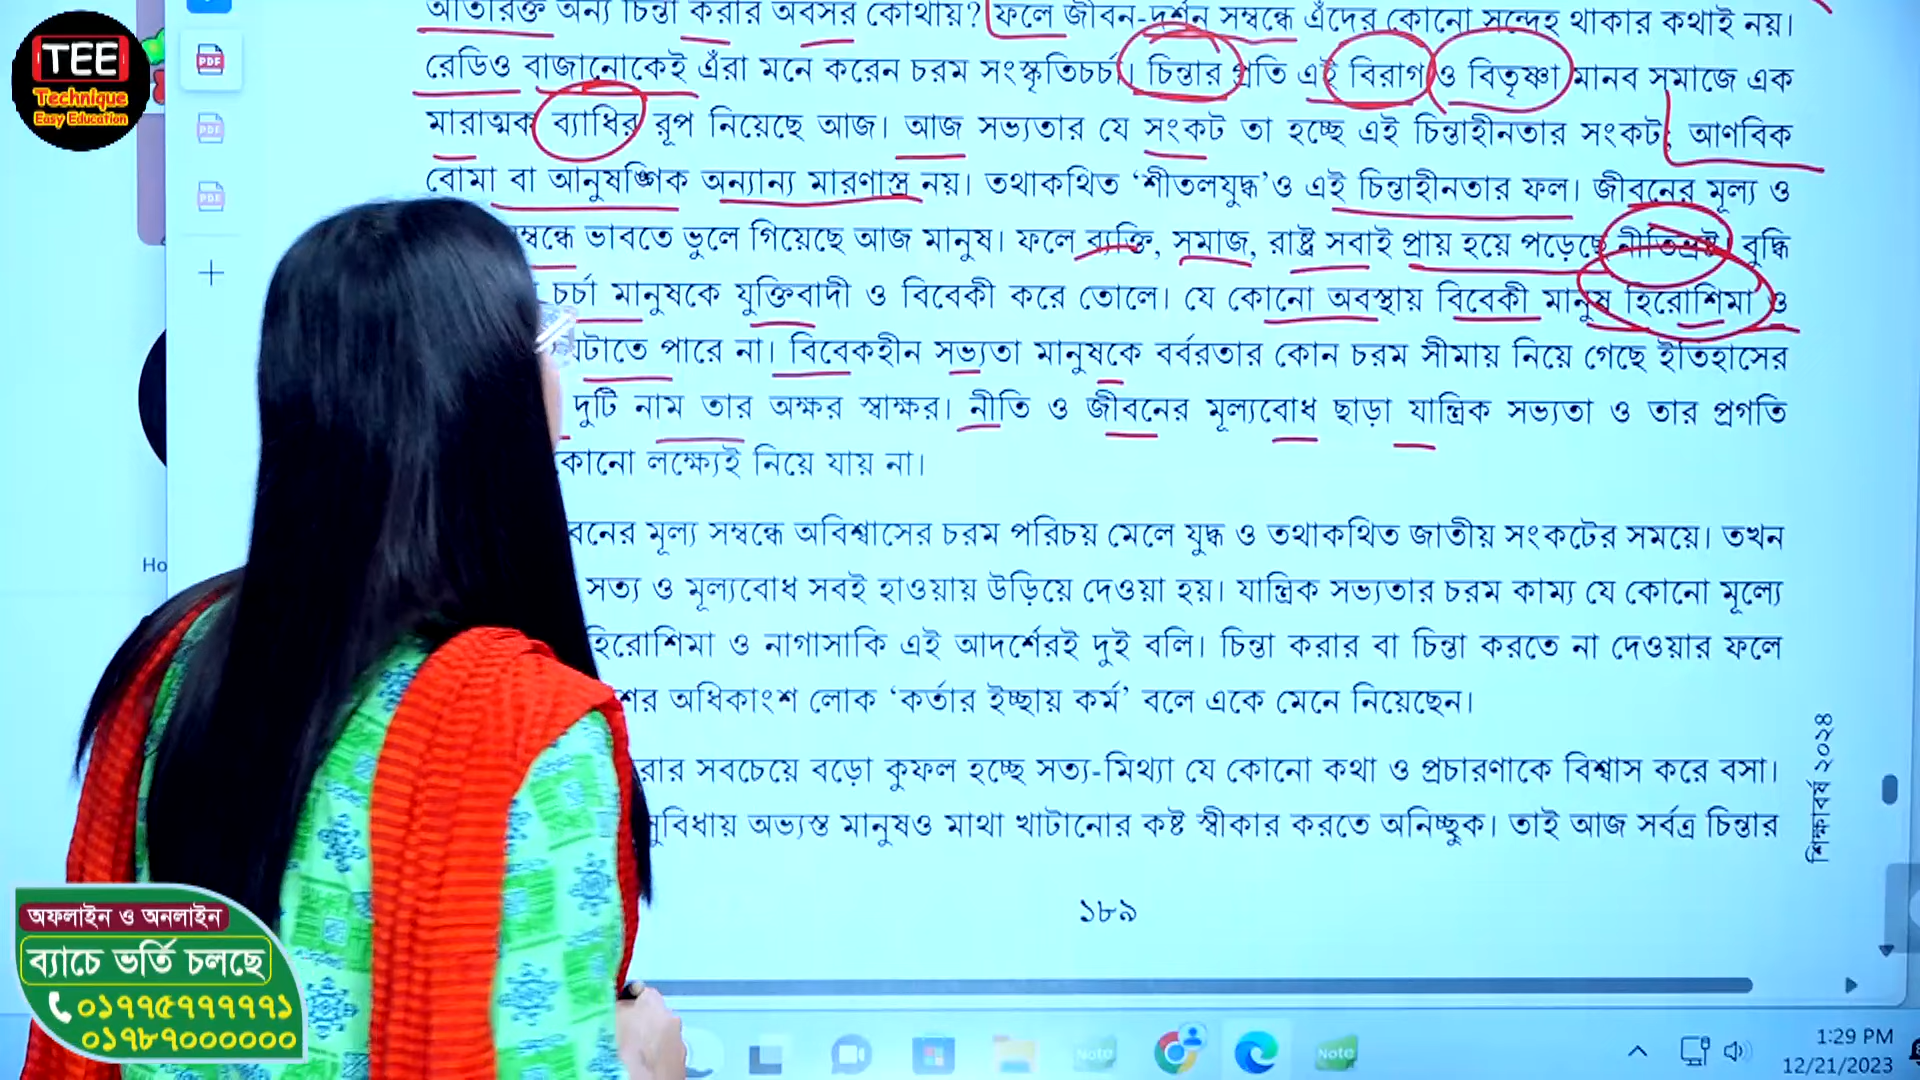 অতিরিক্ত অন্য চিন্তা করার অবসর কোথায়? ফলে জীবন-দর্শন সম্বন্ধে এঁদের কোনো সন্দেহ থাকার কথাই নয়।
রেডিও বাজানোকেই এঁরা মনে করেন চরম সংস্কৃতিচর্চা। চিন্তার প্রতি এই বিরাগ ও বিতৃষ্ণা মানব সমাজে এক
মারাত্মক ব্যাধির রূপ নিয়েছে আজ। আজ সভ্যতার যে সংকট তা হচ্ছে এই চিন্তাহীনতার সংকট; আণবিক
বোমা বা আনুষঙ্গিক অন্যান্য মারণাস্ত্র নয়। তথাকথিত ‘শীতলযুদ্ধ’ও এই চিন্তাহীনতার ফল। জীবনের মূল্য ও
ম্বন্ধে ভাবতে ভুলে গিয়েছে আজ মানুষ। ফলে ব্যক্তি, সমাজ, রাষ্ট্র সবাই প্রায় হয়ে পড়েছে নীতিভ্রষ্ট। বুদ্ধি
চর্চা মানুষকে যুক্তিবাদী ও বিবেকী করে তোলে। যে কোনো অবস্থায় বিবেকী মানুষ হিরোশিমা ও
ঘটাতে পারে না। বিবেকহীন সভ্যতা মানুষকে বর্বরতার কোন চরম সীমায় নিয়ে গেছে ইতিহাসের
দুটি নাম তার অক্ষর স্বাক্ষর। নীতি ও জীবনের মূল্যবোধ ছাড়া যান্ত্রিক সভ্যতা ও তার প্রগতি
কোনো লক্ষ্যেই নিয়ে যায় না।
বনের মূল্য সম্বন্ধে অবিশ্বাসের চরম পরিচয় মেলে যুদ্ধ ও তথাকথিত জাতীয় সংকটের সময়ে। তখন
সত্য ও মূল্যবোধ সবই হাওয়ায় উড়িয়ে দেওয়া হয়। যান্ত্রিক সভ্যতার চরম কাম্য যে কোনো মূল্যে
হিরোশিমা ও নাগাসাকি এই আদর্শেরই দুই বলি। চিন্তা করার বা চিন্তা করতে না দেওয়ার ফলে
শের অধিকাংশ লোক ‘কর্তার ইচ্ছায় কর্ম’ বলে একে মেনে নিয়েছেন।
রার সবচেয়ে বড়ো কুফল হচ্ছে সত্য-মিথ্যা যে কোনো কথা ও প্রচারণাকে বিশ্বাস করে বসা।
সুবিধায় অভ্যস্ত মানুষও মাথা খাটানোর কষ্ট স্বীকার করতে অনিচ্ছুক। তাই আজ সর্বত্র চিন্তার
১৮৯
শিক্ষাবর্ষ ২০২৪
TEE
Technique
Easy Education
PDF
PDF
PDF
Ho
অফলাইন ও অনলাইন
ব্যাচে ভর্তি চলছে
০১৭৭৫৭৭৭৭৭১
০১৭৮৭০০০০০০
Note
Note
1:29 PM
12/21/2023